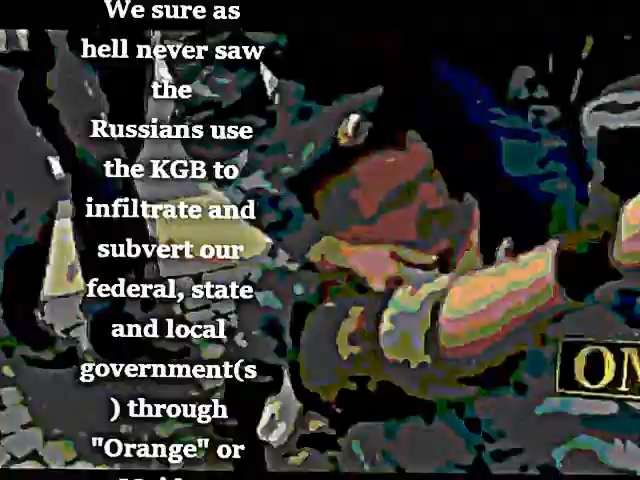 We sure as
hell never saw
the
Russians use
the KGB to
infiltrate and
subvert our
federal, state
and local
government(s
) through
"Orange" or
OM